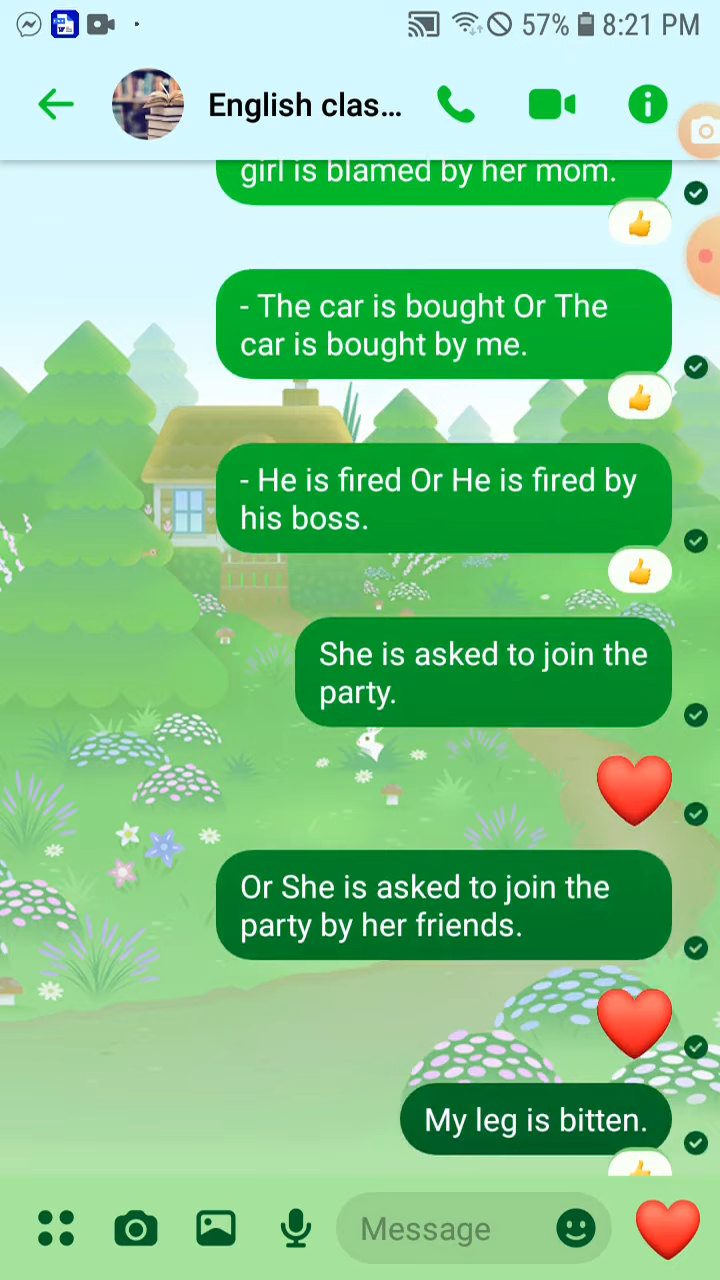 57% 8:21 PM
English clas...
girl is blamed by her mom.
- The car is bought Or The
car is bought by me.
- He is fired Or He is fired by
his boss.
She is asked to join the
party.
Or She is asked to join the
party by her friends.
My leg is bitten.
Message